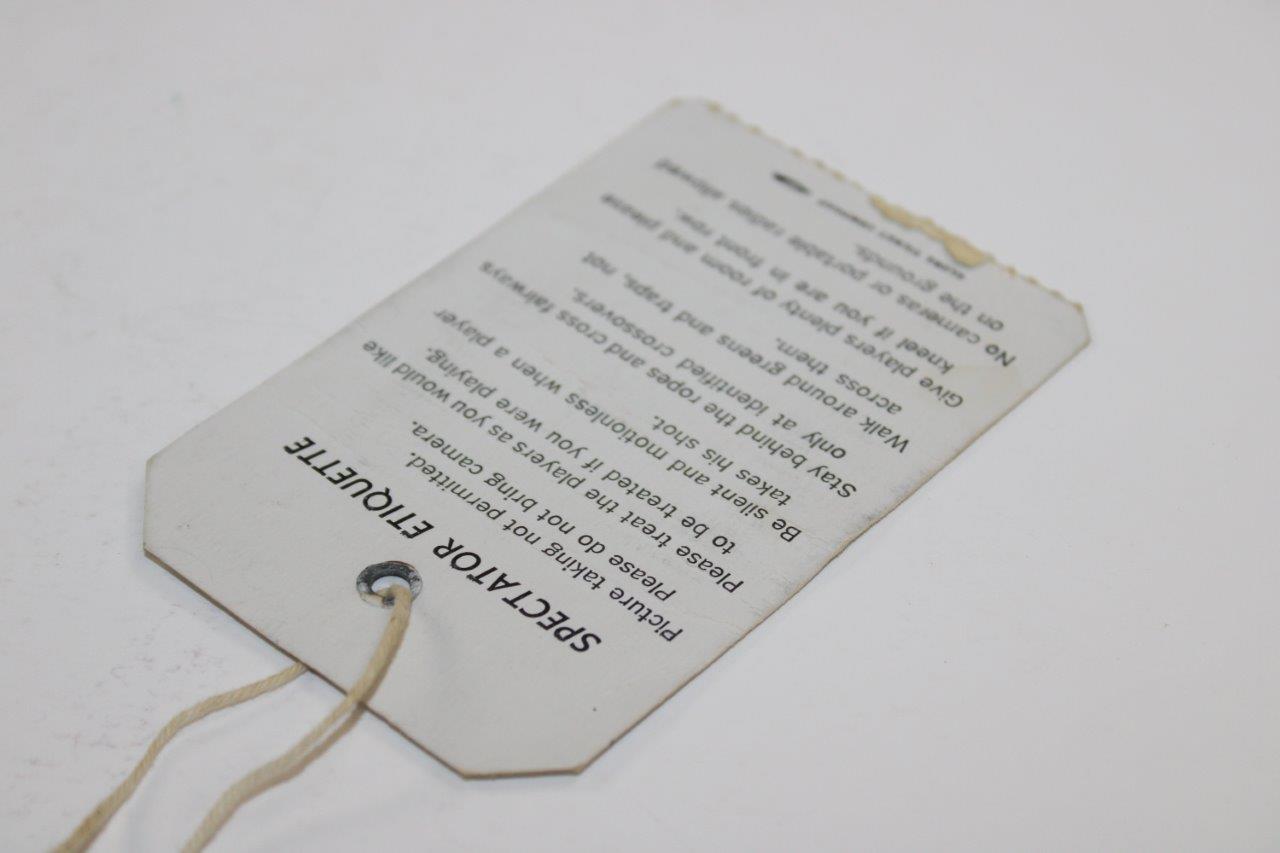 SPECTATOR ETIQUETTE
Picture taking not permitted.
Please do not bring camera.
Please treat the players as you would like
to be treated if you were playing.
Be silent and motionless when a player
takes his shot.
Stay behind the ropes and cross fairways
only at identified crossovers.
Walk around greens and traps, not
across them.
Give players plenty of room and please
kneel if you are in front row.
No cameras or portable radios allowed
on the grounds.
TICKET COMPANY